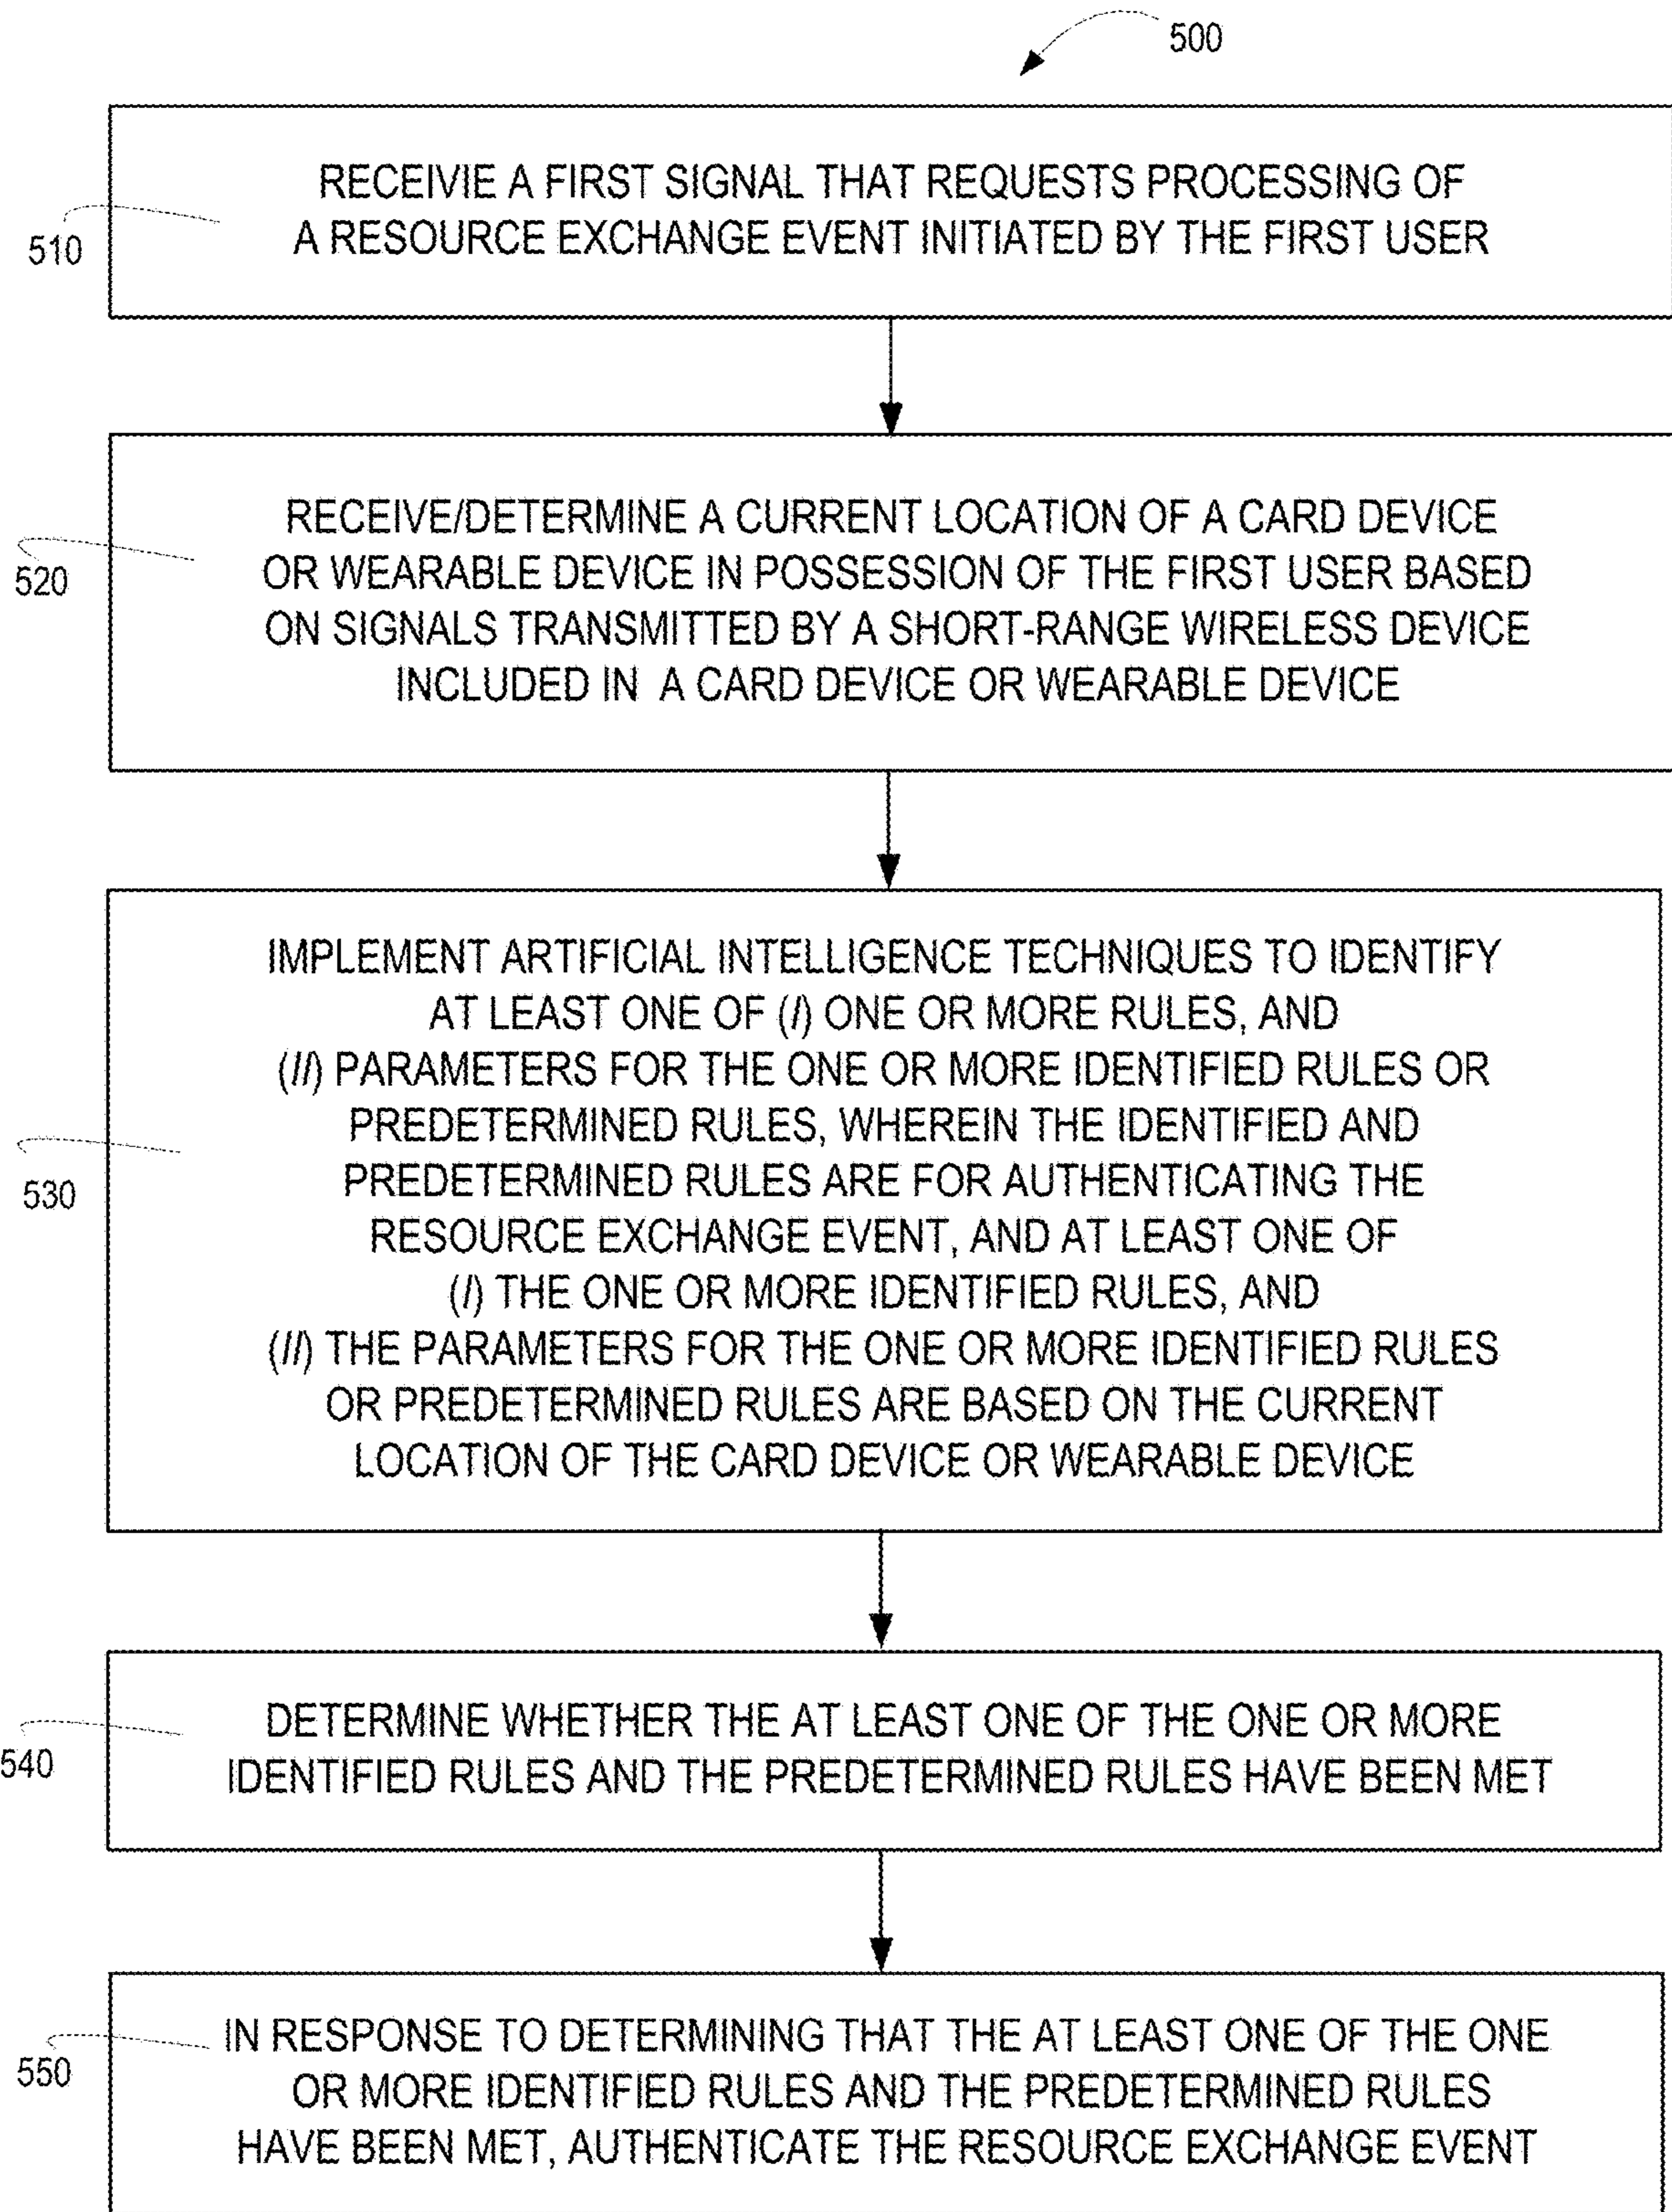 500
510
RECEIVIE A FIRST SIGNAL THAT REQUESTS PROCESSING OF
A RESOURCE EXCHANGE EVENT INITIATED BY THE FIRST USER
520
RECEIVE/DETERMINE A CURRENT LOCATION OF A CARD DEVICE
OR WEARABLE DEVICE IN POSSESSION OF THE FIRST USER BASED
ON SIGNALS TRANSMITTED BY A SHORT-RANGE WIRELESS DEVICE
INCLUDED IN A CARD DEVICE OR WEARABLE DEVICE
530
IMPLEMENT ARTIFICIAL INTELLIGENCE TECHNIQUES TO IDENTIFY
AT LEAST ONE OF (I) ONE OR MORE RULES, AND
(II) PARAMETERS FOR THE ONE OR MORE IDENTIFIED RULES OR
PREDETERMINED RULES, WHEREIN THE IDENTIFIED AND
PREDETERMINED RULES ARE FOR AUTHENTICATING THE
RESOURCE EXCHANGE EVENT, AND AT LEAST ONE OF
(I) THE ONE OR MORE IDENTIFIED RULES, AND
(II) THE PARAMETERS FOR THE ONE OR MORE IDENTIFIED RULES
OR PREDETERMINED RULES ARE BASED ON THE CURRENT
LOCATION OF THE CARD DEVICE OR WEARABLE DEVICE
540
DETERMINE WHETHER THE AT LEAST ONE OF THE ONE OR MORE
IDENTIFIED RULES AND THE PREDETERMINED RULES HAVE BEEN MET
550
IN RESPONSE TO DETERMINING THAT THE AT LEAST ONE OF THE ONE
OR MORE IDENTIFIED RULES AND THE PREDETERMINED RULES
HAVE BEEN MET, AUTHENTICATE THE RESOURCE EXCHANGE EVENT